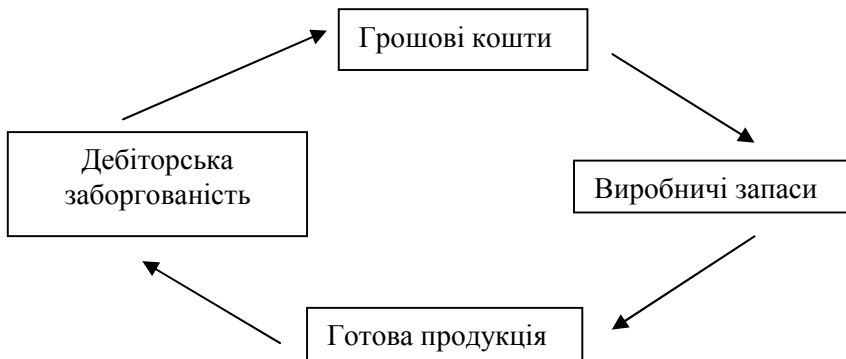 Грошові кошти
Дебіторська
заборгованість
Виробничі запаси
Готова продукція